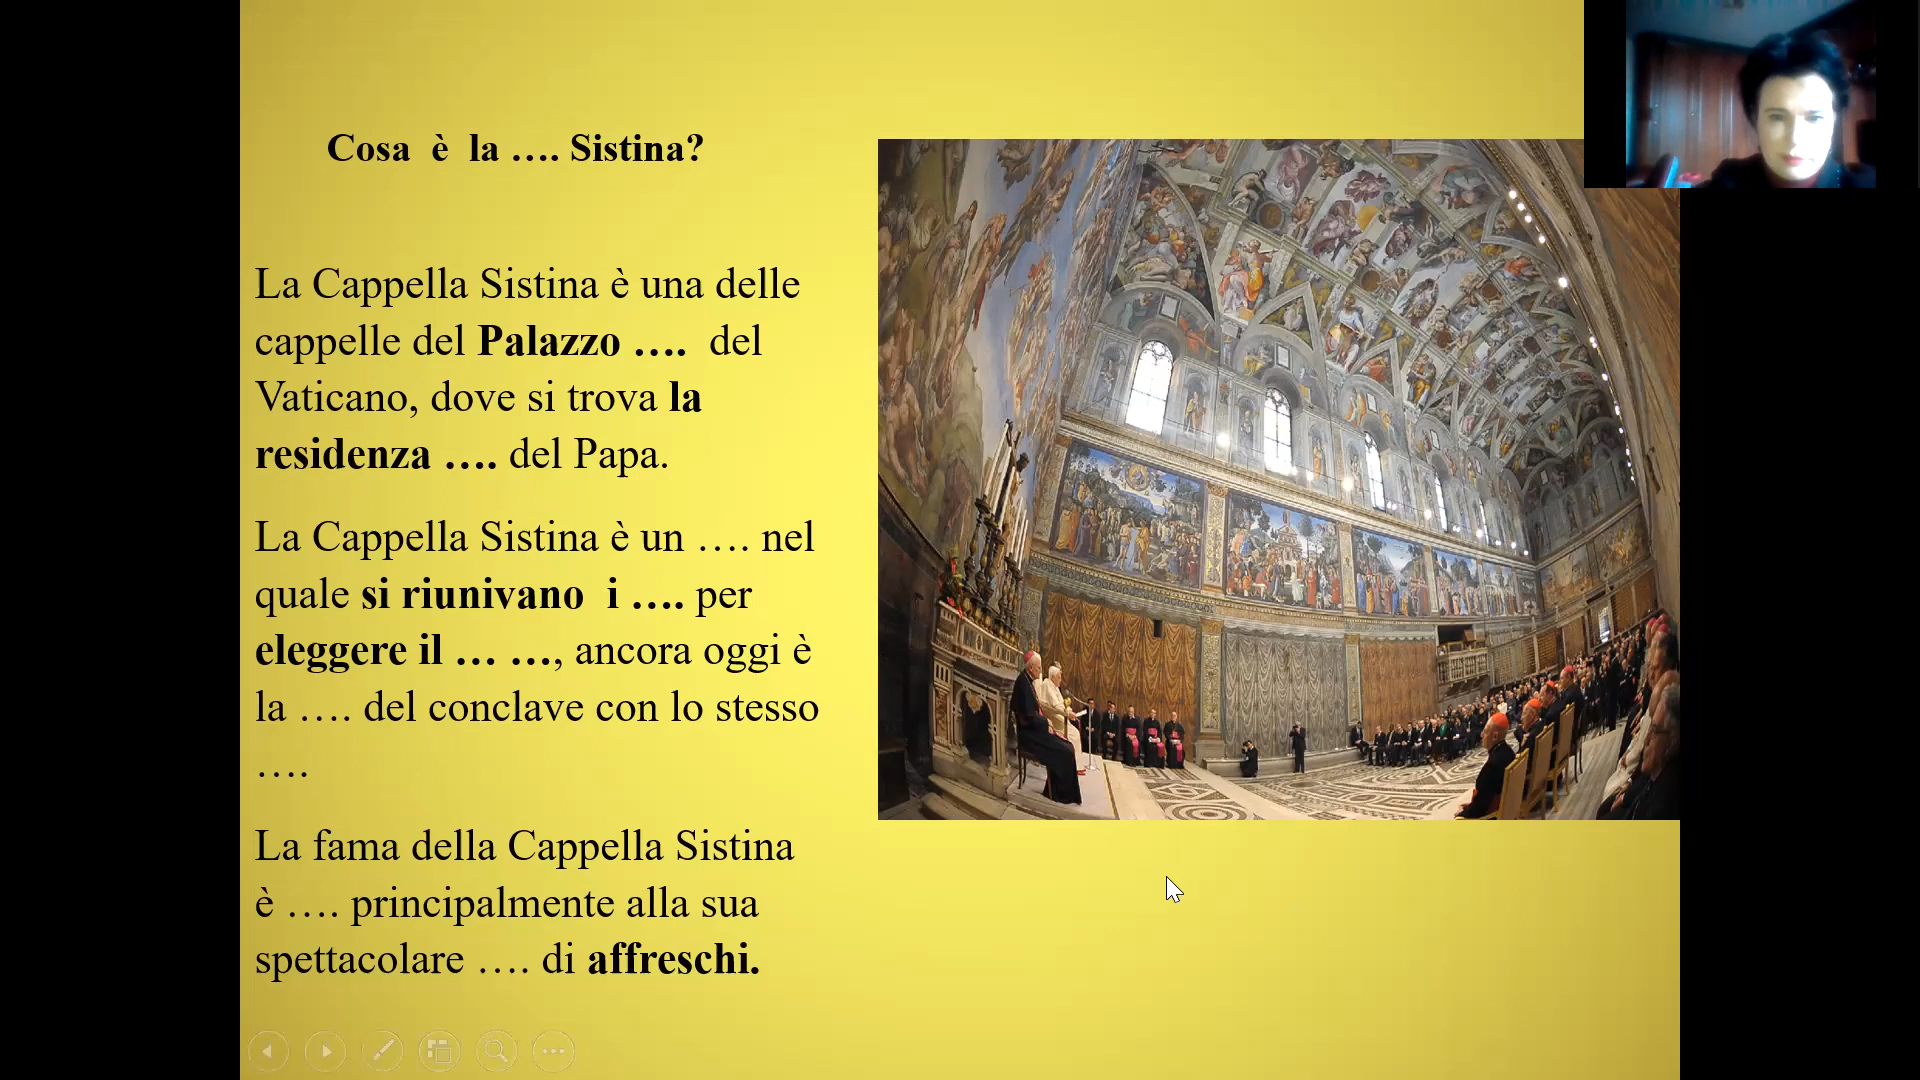 Cosa è la …. Sistina?
La Cappella Sistina è una delle
cappelle del Palazzo …. del
Vaticano, dove si trova la
residenza …. del Papa.
La Cappella Sistina è un …. nel
quale si riunivano i …. per
eleggere il … …, ancora oggi è
la …. del conclave con lo stesso
….
La fama della Cappella Sistina
è …. principalmente alla sua
spettacolare …. di affreschi.